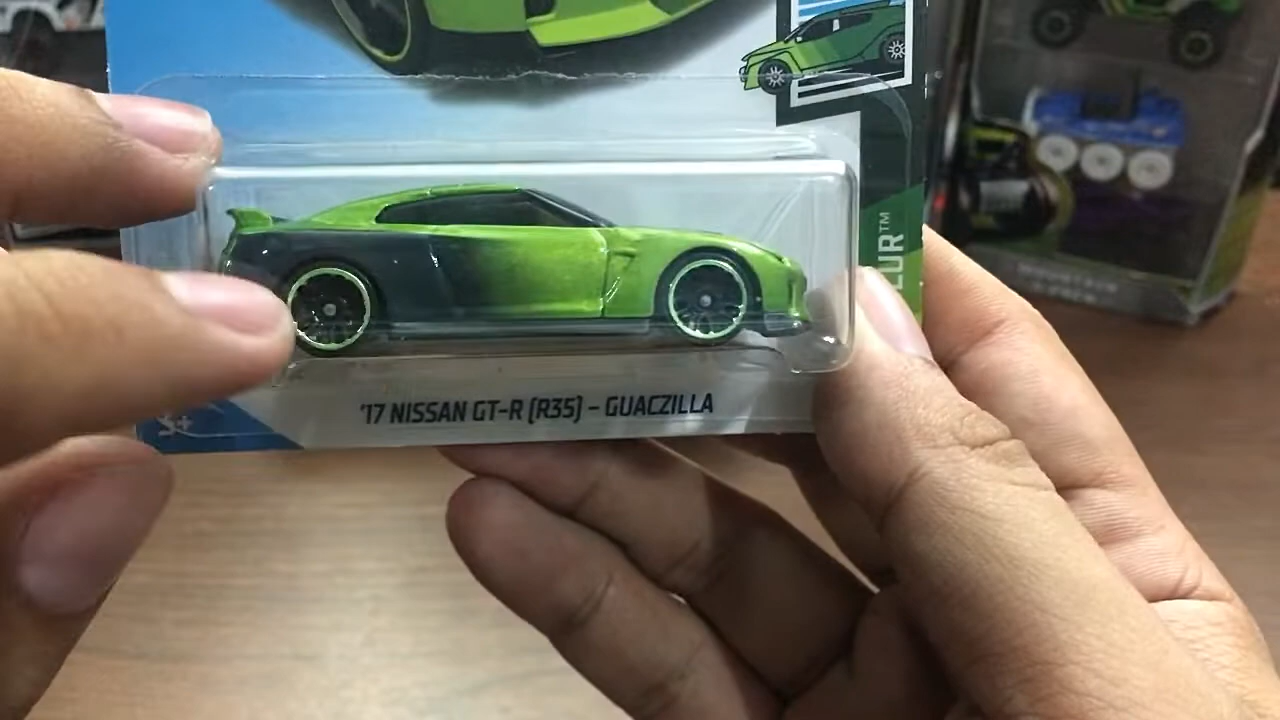 LUR™
'17 NISSAN GT-R (R35) – GUACZILLA
5+